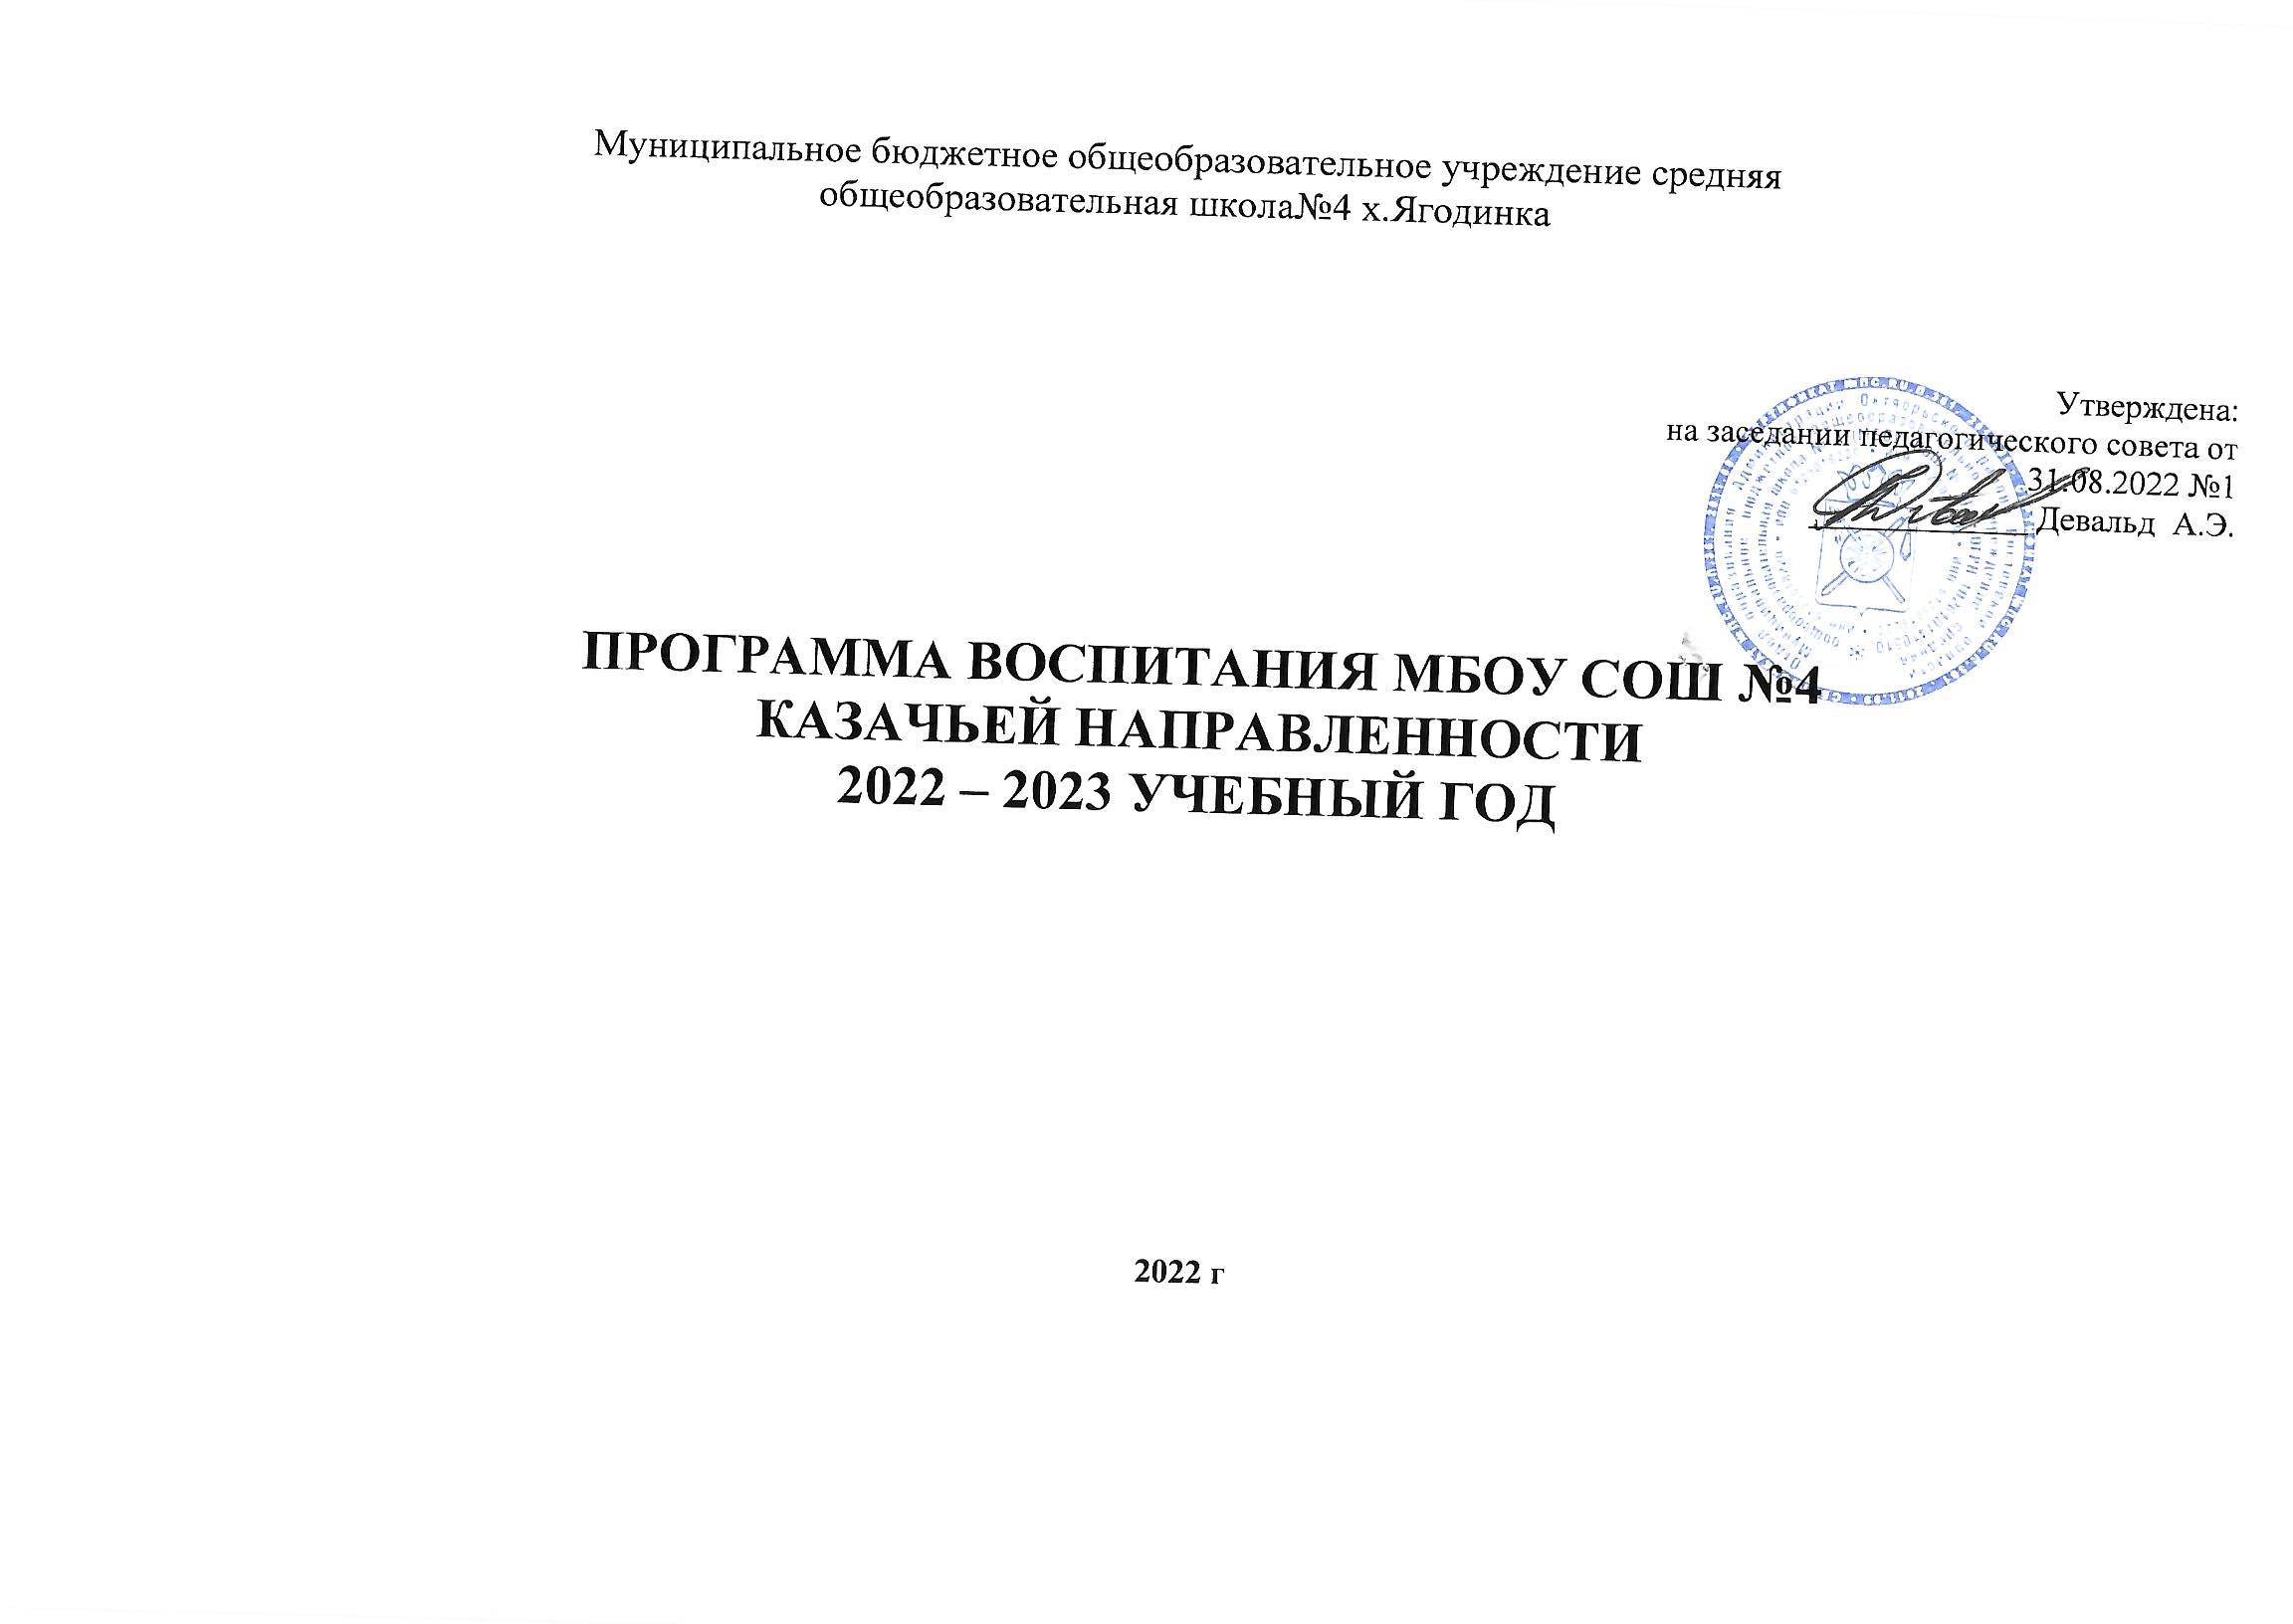 Муниципальное бюджетное общеобразовательное учреждение средняя
общеобразовательная школа№4 х.Ягодинка
Утверждена:
на заседании педагогического совета от
31.08.2022 №1
Девальд А.Э.
ПРОГРАММА ВОСПИТАНИЯ МБОУ СОШ №4
КАЗАЧЬЕЙ НАПРАВЛЕННОСТИ
2022 – 2023 УЧЕБНЫЙ ГОД
2022 г